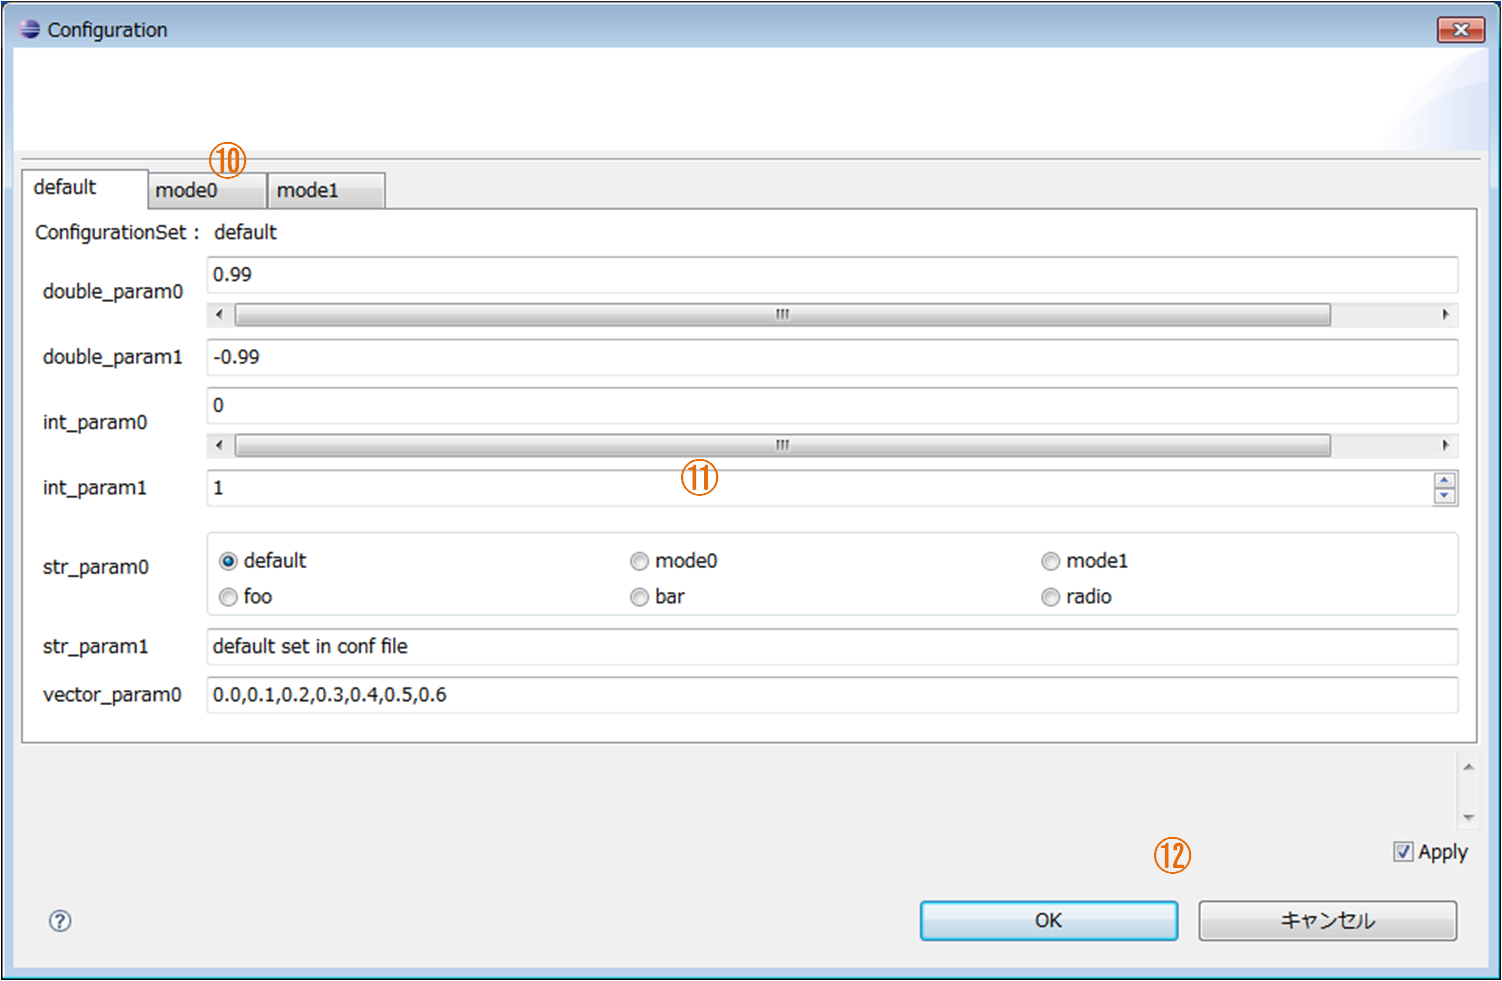 Configuration
⑩
default mode0 mode1
ConfigurationSet : default
double_param0 0.99
double_param1 -0.99
int_param0 0
⑪
int_param1 1
str_param0 default mode0 mode1
foo bar radio
str_param1 default set in conf file
vector_param0 0.0,0.1,0.2,0.3,0.4,0.5,0.6
Apply
⑫
OK キャンセル